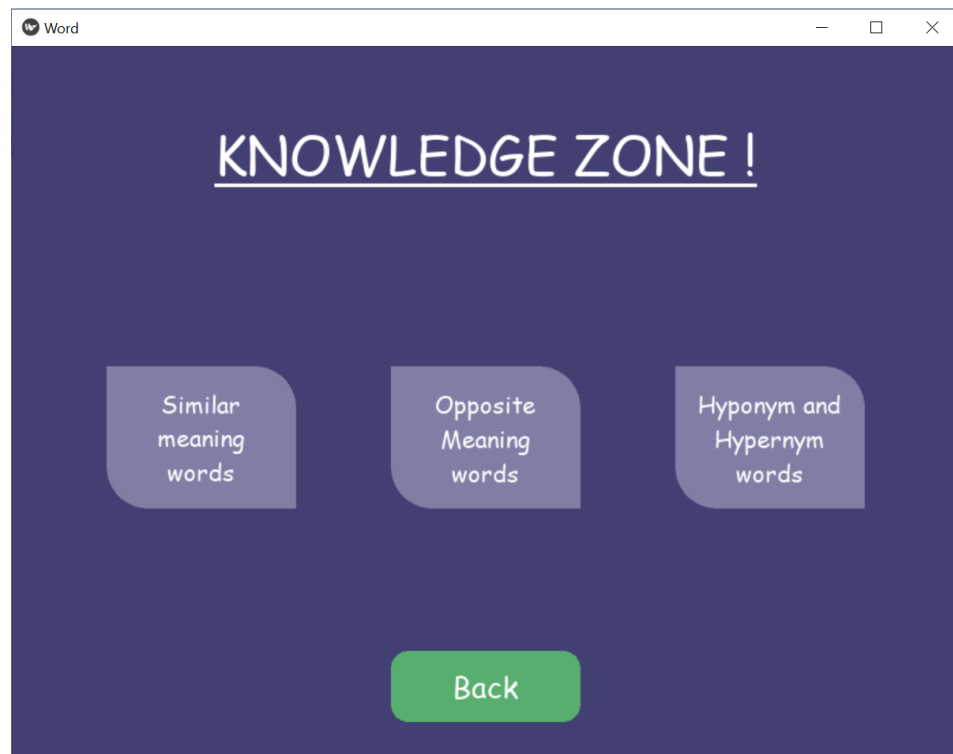 Word
KNOWLEDGE ZONE !
Similar
meaning
words
Opposite
Meaning
words
Hyponym and
Hypernym
words
Back